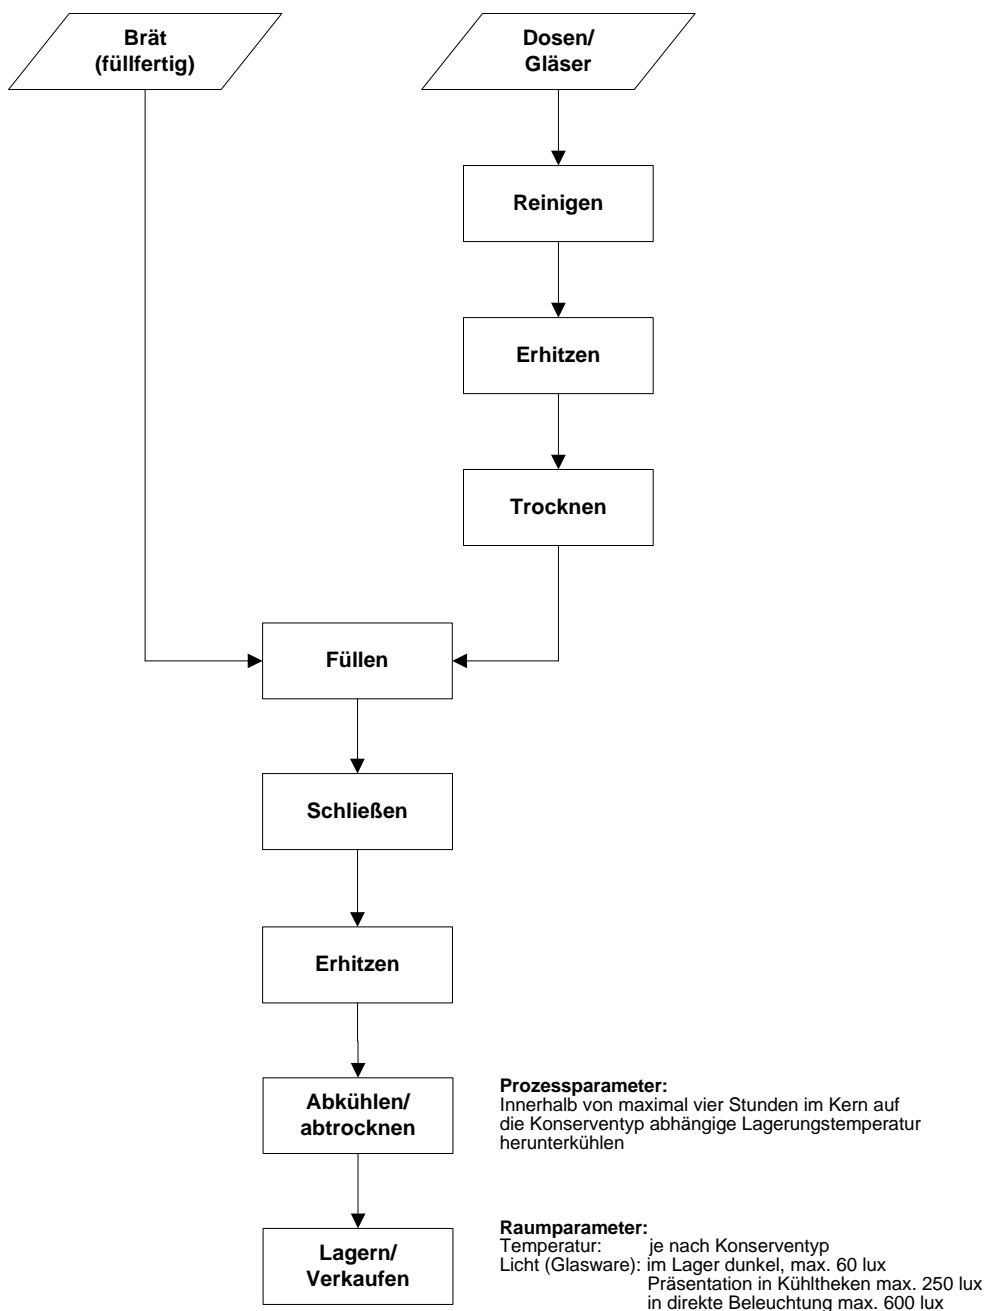 Brät
(füllfertig)
Dosen/
Gläser
Reinigen
Erhitzen
Trocknen
Füllen
Schließen
Erhitzen
Abkühlen/
abtrocknen
Prozessparameter:
Innerhalb von maximal vier Stunden im Kern auf
die Konserventyp abhängige Lagerungstemperatur
herunterkühlen
Lagern/
Verkaufen
Raumparameter:
Temperatur: je nach Konserventyp
Licht (Glasware): im Lager dunkel, max. 60 lux
Präsentation in Kühltheken max. 250 lux
in direkte Beleuchtung max. 600 lux